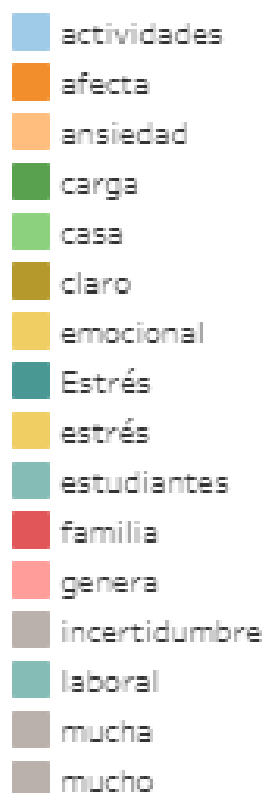 actividades
afecta
ansiedad
carga
casa
claro
emocional
Estrés
estrés
estudiantes
familia
genera
incertidumbre
laboral
mucha
mucho